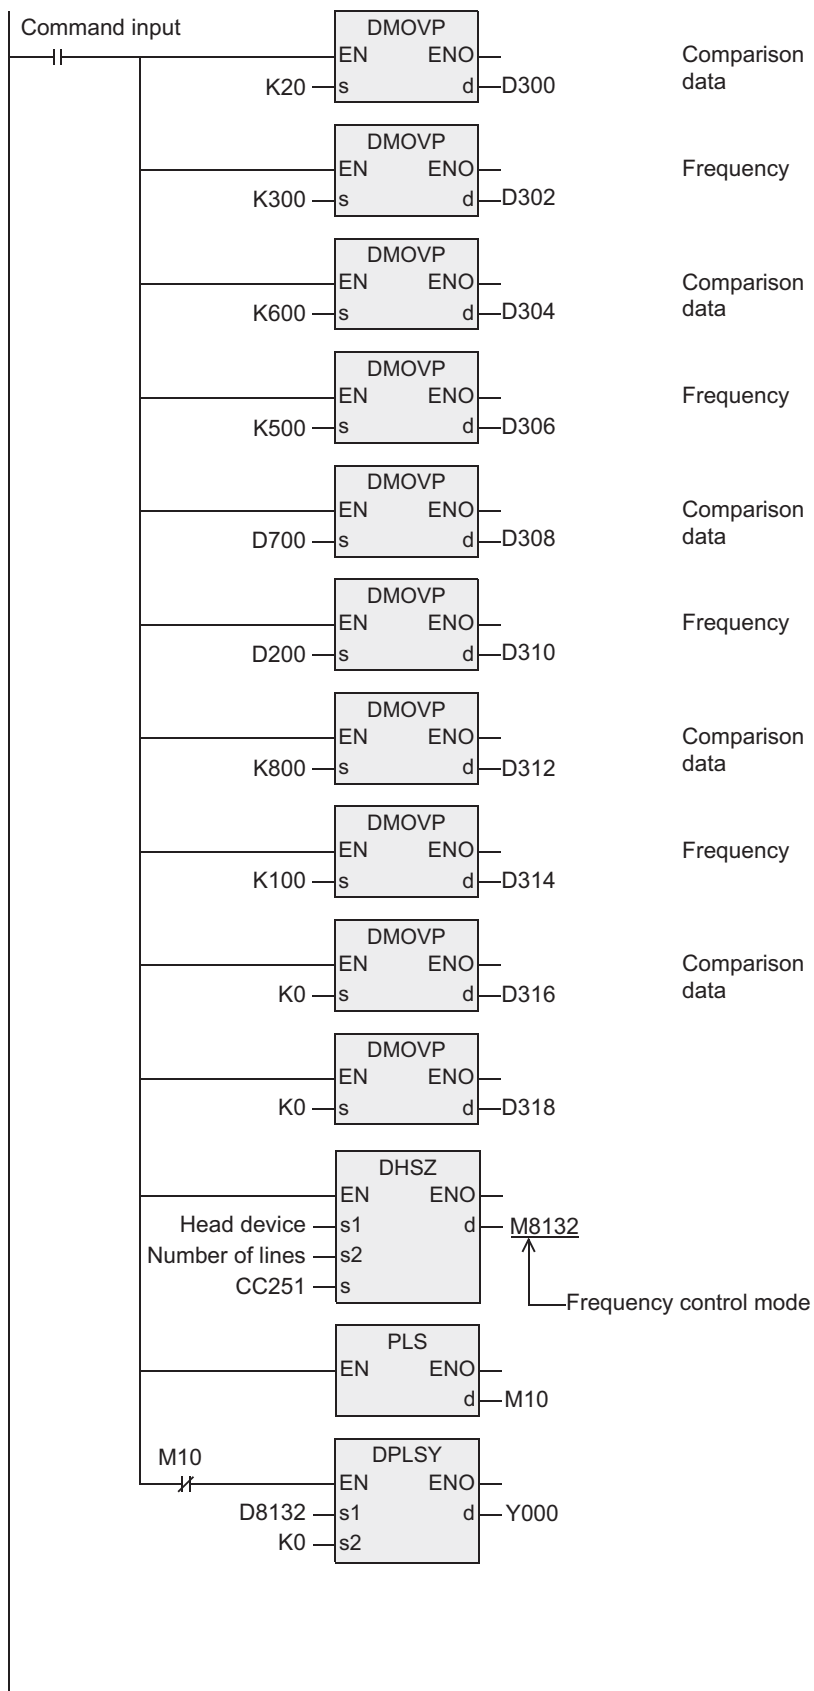 Command input
DMOVP
EN ENO
K20 s d D300
Comparison
data
DMOVP
EN ENO
K300 s d D302
Frequency
DMOVP
EN ENO
K600 s d D304
Comparison
data
DMOVP
EN ENO
K500 s d D306
Frequency
DMOVP
EN ENO
D700 s d D308
Comparison
data
DMOVP
EN ENO
D200 s d D310
Frequency
DMOVP
EN ENO
K800 s d D312
Comparison
data
DMOVP
EN ENO
K100 s d D314
Frequency
DMOVP
EN ENO
K0 s d D316
Comparison
data
DMOVP
EN ENO
K0 s d D318
DHSZ
EN ENO
Head device s1 d M8132
Number of lines s2
CC251 s
Frequency control mode
PLS
EN ENO
d M10
M10
DPLSY
EN ENO
D8132 s1 d Y000
K0 s2